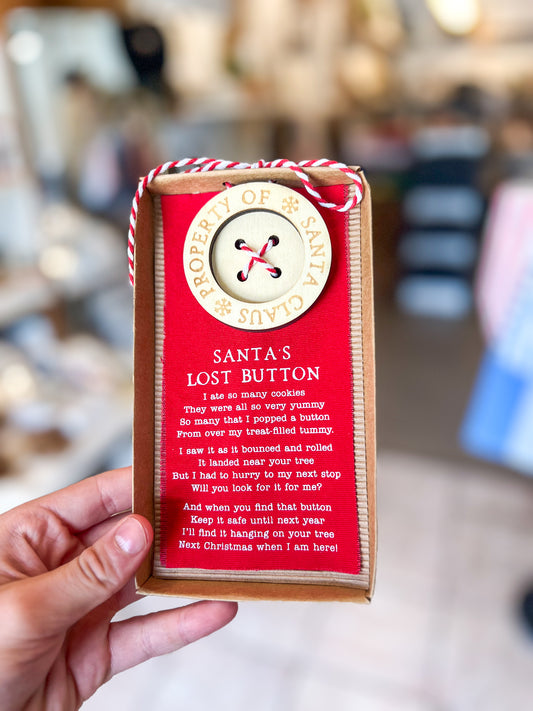 PROPERTY OF SANTA CLAUS
SANTA'S
LOST BUTTON
I ate so many cookies
They were all so very yummy
So many that I popped a button
From over my treat-filled tummy.
I saw it as it bounced and rolled
It landed near your tree
But I had to hurry to my next stop
Will you look for it for me?
And when you find that button
Keep it safe until next year
I'll find it hanging on your tree
Next Christmas when I am here!